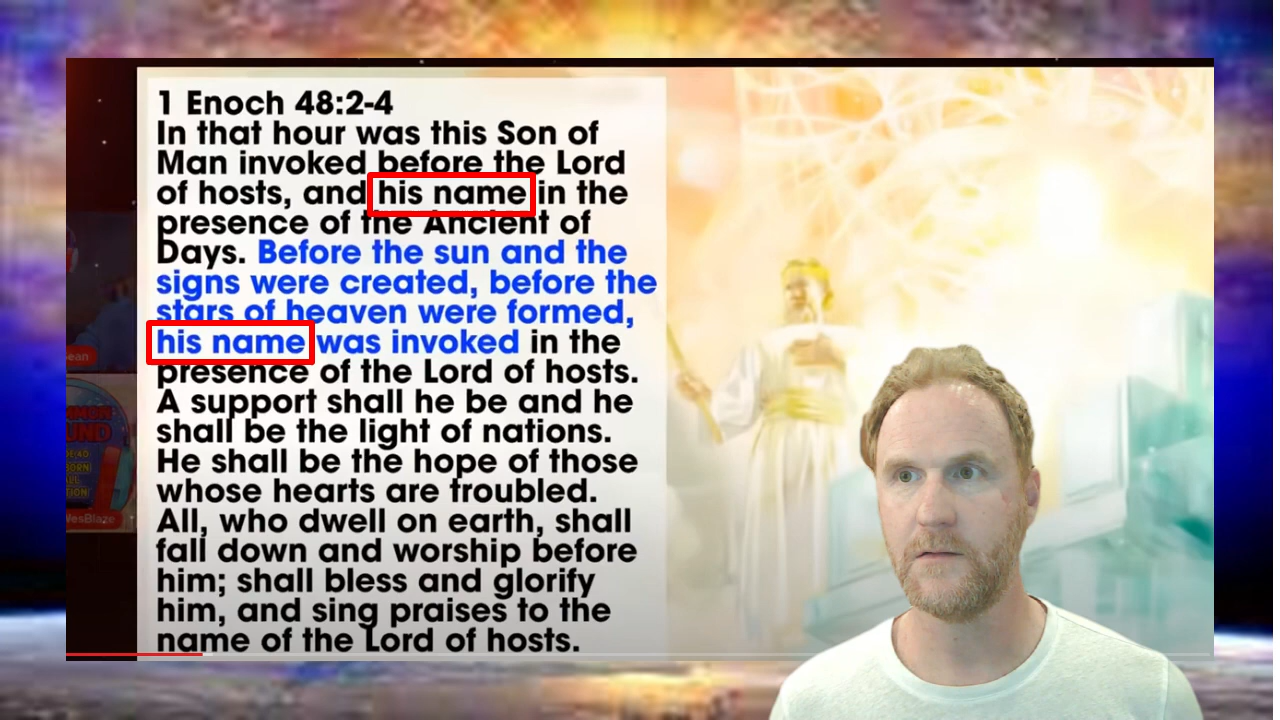 1 Enoch 48:2-4
In that hour was this Son of
Man invoked before the Lord
of hosts, and his name in the
presence of the Ancient of
Days. Before the sun and the
signs were created, before the
stars of heaven were formed,
his name was invoked in the
presence of the Lord of hosts.
A support shall he be and he
shall be the light of nations.
He shall be the hope of those
whose hearts are troubled.
All, who dwell on earth, shall
fall down and worship before
him; shall bless and glorify
him, and sing praises to the
name of the Lord of hosts.